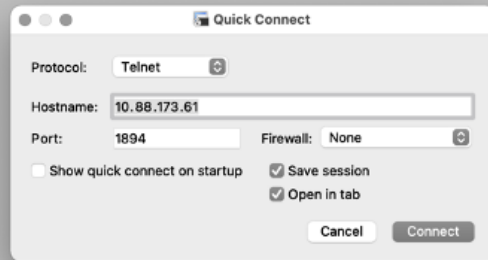 Quick Connect
Protocol: Telnet
Hostname: 10.88.173.61
Port: 1894 Firewall: None
Show quick connect on startup Save session
Open in tab
Cancel Connect